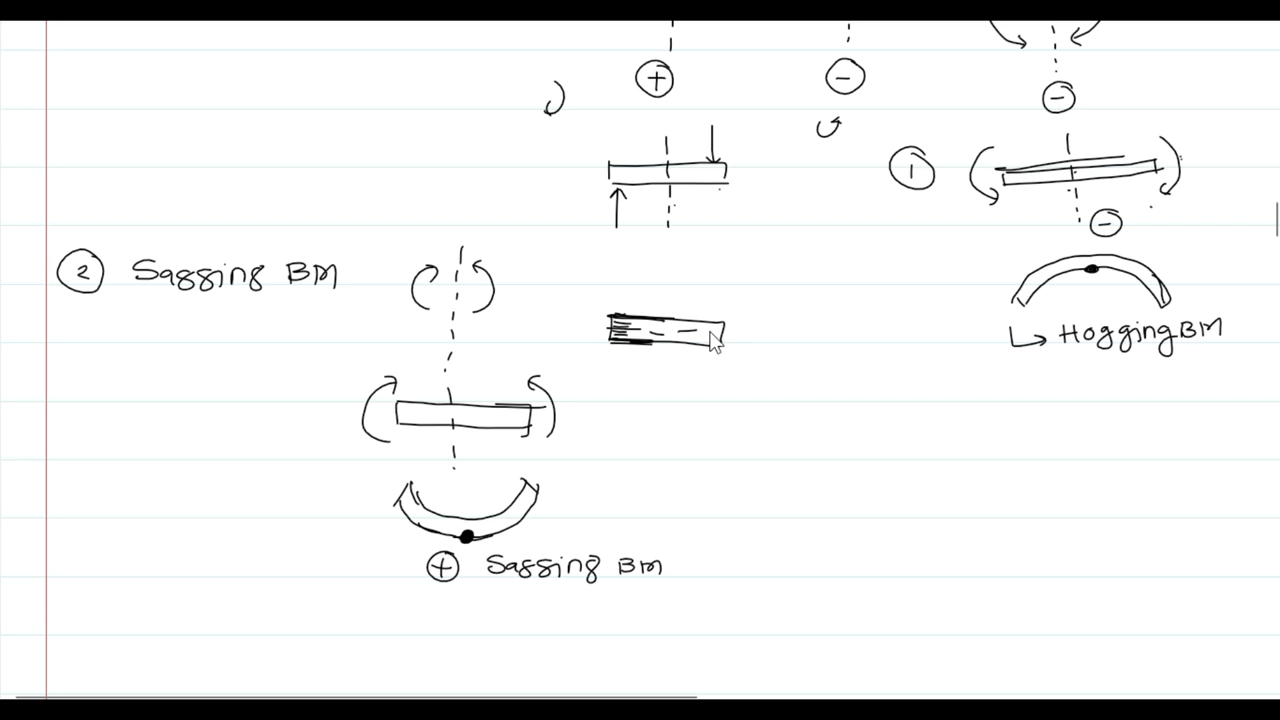 +
-
-
1
-
2 Sagging BM
↳ Hogging BM
+ Sagging BM